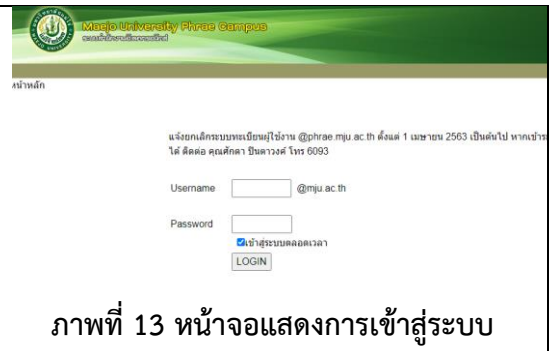 Maejo University Phrae Campus
หน้าหลัก
แจ้งยกเลิกระบบทะเบียนผู้ใช้งาน @phrae.mju.ac.th ตั้งแต่ 1 เมษายน 2563 เป็นต้นไป หากเข้าระ
ได้ ติดต่อ คุณศักดา ปินตาวงค์ โทร 6093
Username @mju.ac.th
Password
เข้าสู่ระบบตลอดเวลา
LOGIN
ภาพที่ 13 หน้าจอแสดงการเข้าสู่ระบบ